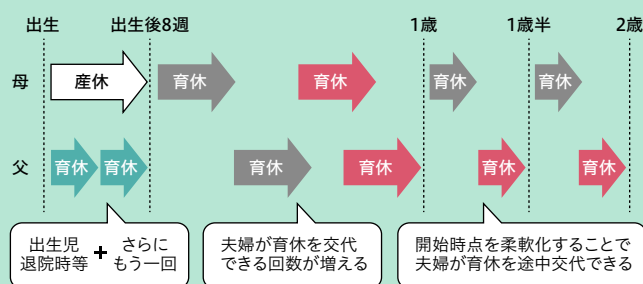 出生 出生後8週 1歳 1歳半 2歳
母 産休 育休 育休 育休 育休
父 育休 育休 育休 育休 育休 育休
出生児
退院時等
+
さらに
もう一回
夫婦が育休を交代
できる回数が増える
開始時点を柔軟化することで
夫婦が育休を途中交代できる